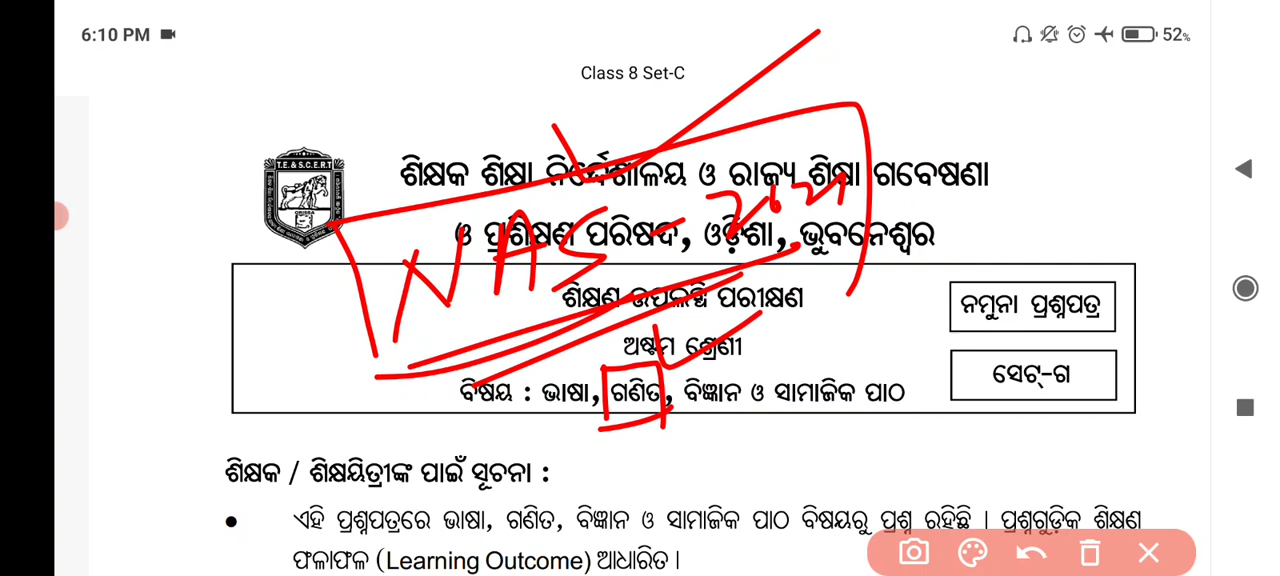 6:10 PM
52%
Class 8 Set-C
T.E & S.C.E.R.T
ଶିକ୍ଷକ ଶିକ୍ଷା ନିର୍ଦ୍ଦେଶାଳୟ ଓ ରାଜ୍ୟ ଶିକ୍ଷା ଗବେଷଣା
ଓ ପ୍ରଶିକ୍ଷଣ ପରିଷଦ, ଓଡ଼ିଶା, ଭୁବନେଶ୍ୱର
NAS - 2021
ଶିକ୍ଷଣ ଉପଲବ୍ଧି ପରୀକ୍ଷଣ
ନମୁନା ପ୍ରଶ୍ନପତ୍ର
ଅଷ୍ଟମ ଶ୍ରେଣୀ
ସେଟ୍-ଗ
ବିଷୟ : ଭାଷା, ଗଣିତ, ବିଜ୍ଞାନ ଓ ସାମାଜିକ ପାଠ
ଶିକ୍ଷକ / ଶିକ୍ଷୟିତ୍ରୀଙ୍କ ପାଇଁ ସୂଚନା :
● ଏହି ପ୍ରଶ୍ନପତ୍ରରେ ଭାଷା, ଗଣିତ, ବିଜ୍ଞାନ ଓ ସାମାଜିକ ପାଠ ବିଷୟରୁ ପ୍ରଶ୍ନ ରହିଛି । ପ୍ରଶ୍ନଗୁଡ଼ିକ ଶିକ୍ଷଣ
ଫଳାଫଳ (Learning Outcome) ଆଧାରିତ ।